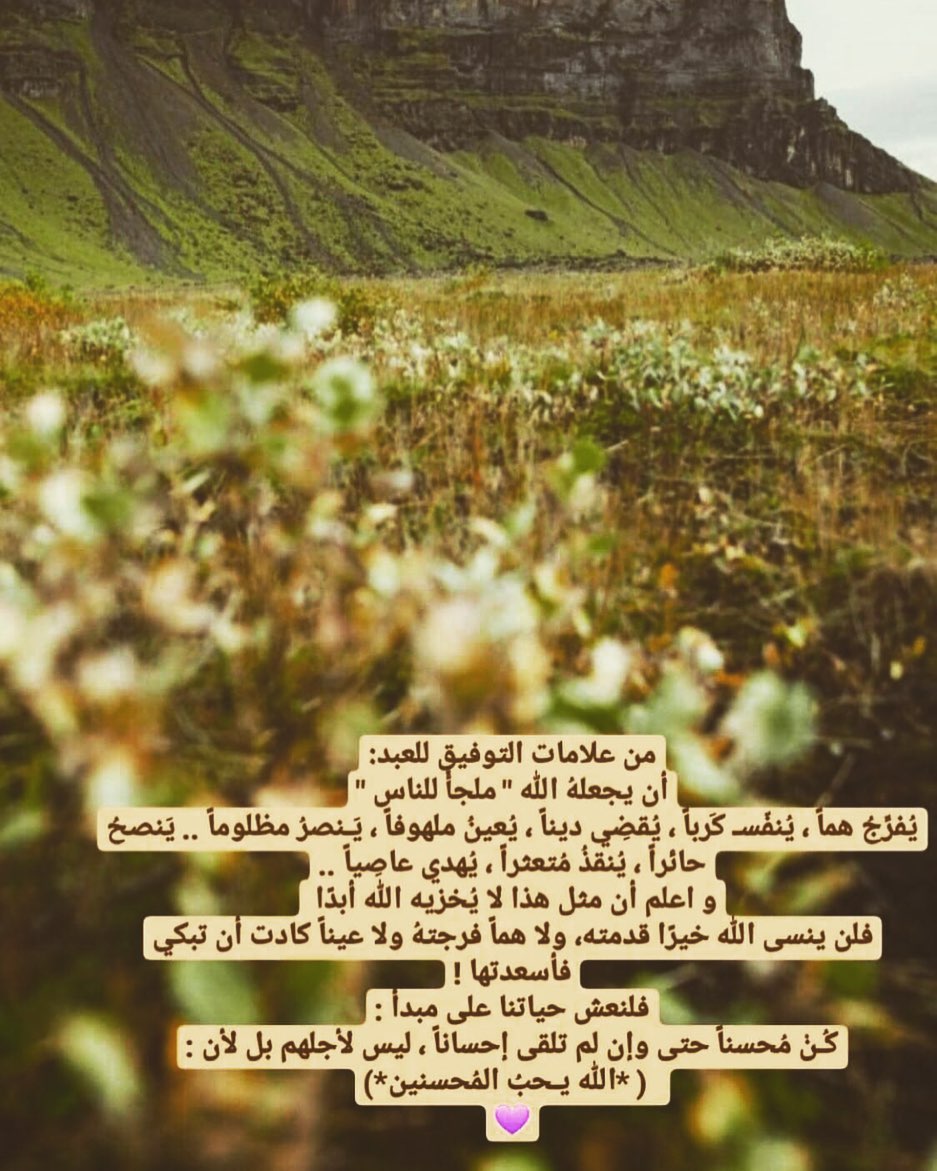 من علامات التوفيق للعبد:
أن يجعلهُ الله " ملجأ للناس "
يُفرِّجُ هماً ، يُنفّسـ كَرباً ، يُقضِي ديناً ، يُعينُ ملهوفاً ، يَـنصرُ مظلوماً .. يَنصحُ
حائراً ، يُنقذُ مُتعثراً ، يُهدي عاصِياً ..
و اعلم أن مثل هذا لا يُخزيه الله أبدًا
فلن ينسى الله خيرًا قدمته، ولا هماً فرجتهُ ولا عيناً كادت أن تبكي
فأسعدتها !
فلنعش حياتنا على مبدأ :
كُـنْ مُحسناً حتى وإن لم تلقى إحساناً ، ليس لأجلهم بل لأن :
( *الله يـحبُ المُحسنين*)
💜